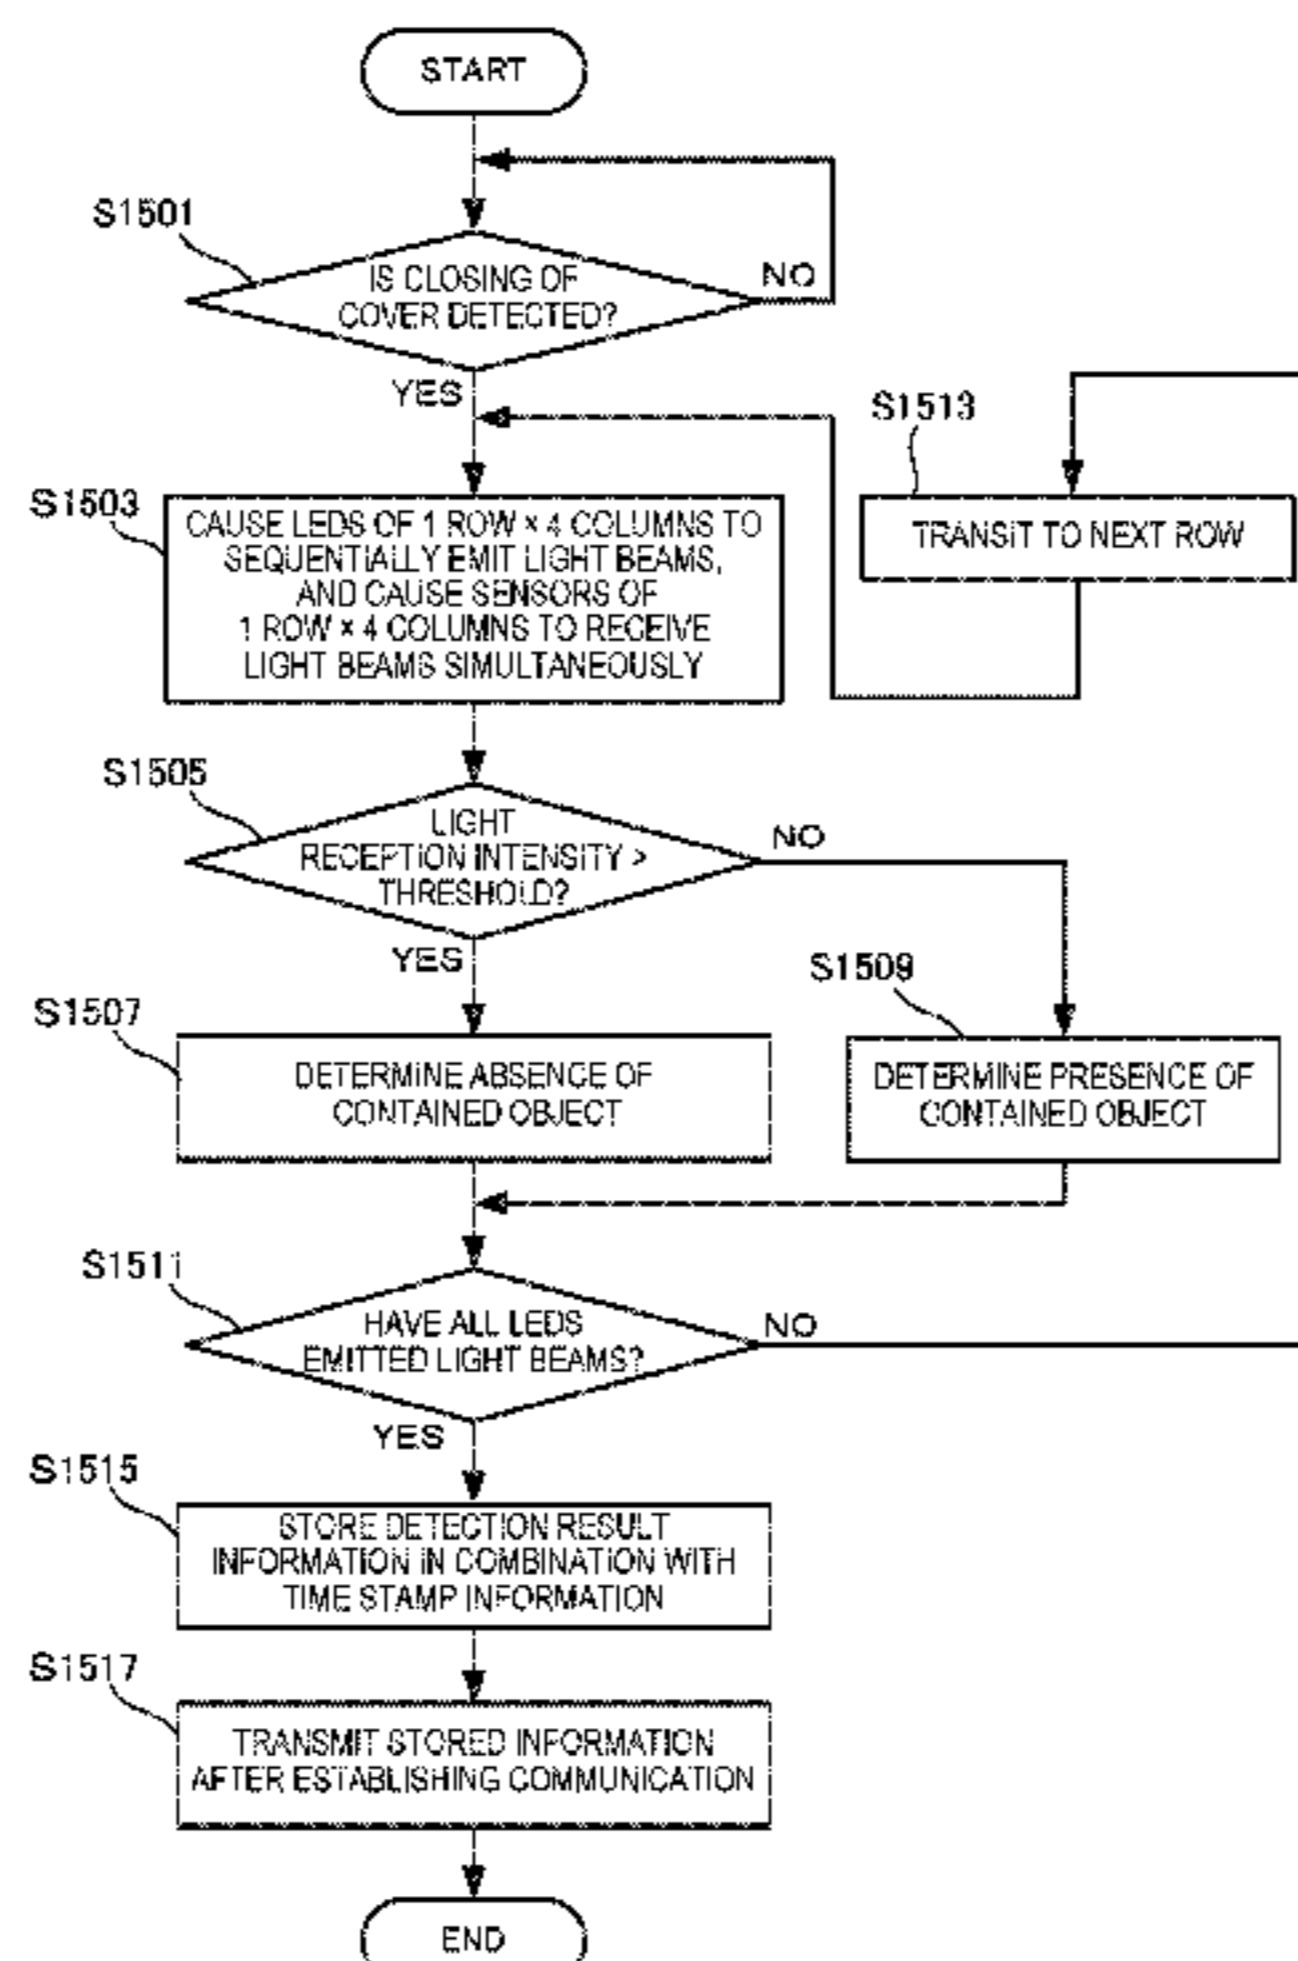 START
S1501
IS CLOSING OF
COVER DETECTED?
NO
YES
S1513
TRANSIT TO NEXT ROW
S1503
CAUSE LEDS OF 1 ROW × 4 COLUMNS TO
SEQUENTIALLY EMIT LIGHT BEAMS,
AND CAUSE SENSORS OF
1 ROW × 4 COLUMNS TO RECEIVE
LIGHT BEAMS SIMULTANEOUSLY
S1505
LIGHT
RECEPTION INTENSITY >
THRESHOLD?
NO
YES
S1507
DETERMINE ABSENCE OF
CONTAINED OBJECT
S1509
DETERMINE PRESENCE OF
CONTAINED OBJECT
S1511
HAVE ALL LEDS
EMITTED LIGHT BEAMS?
NO
YES
S1515
STORE DETECTION RESULT
INFORMATION IN COMBINATION WITH
TIME STAMP INFORMATION
S1517
TRANSMIT STORED INFORMATION
AFTER ESTABLISHING COMMUNICATION
END